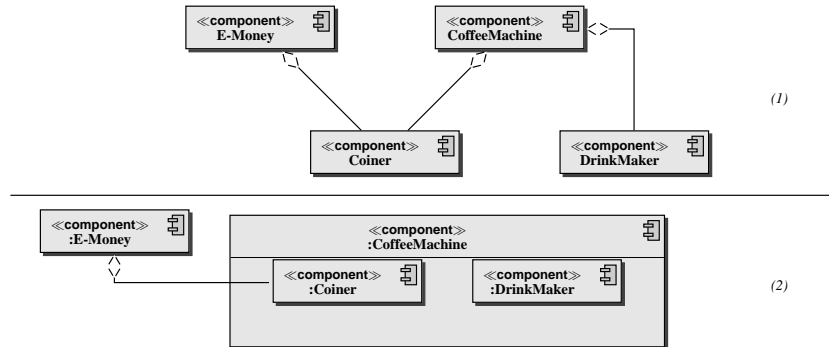 ≪component≫
E-Money
≪component≫
CoffeeMachine
(1)
≪component≫
Coiner
≪component≫
DrinkMaker
≪component≫
:E-Money
≪component≫
:CoffeeMachine
≪component≫
:Coiner
≪component≫
:DrinkMaker
(2)